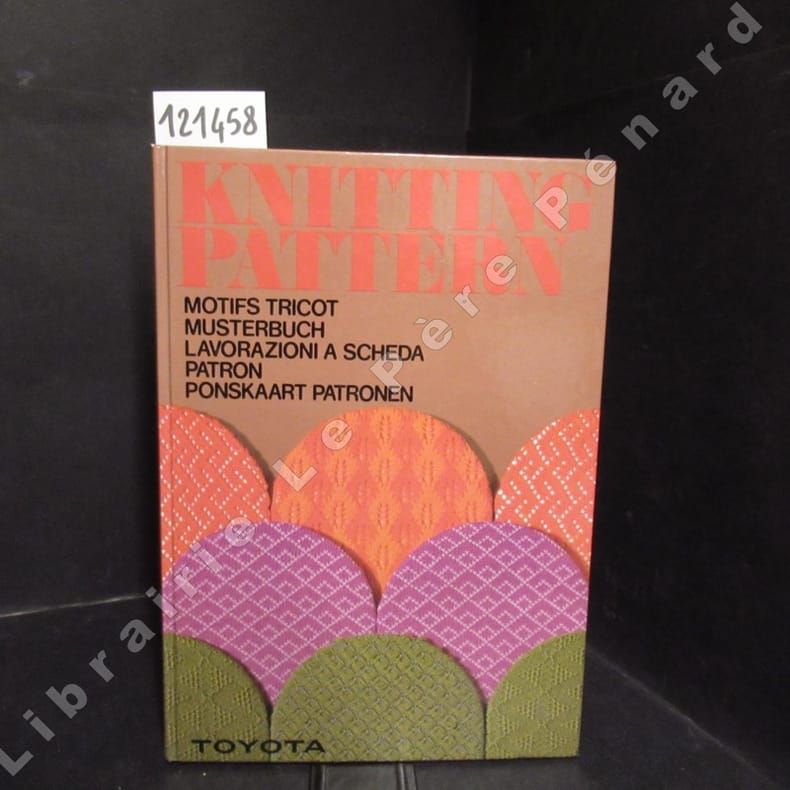 121458
KNITTING
PATTERN
MOTIFS TRICOT
MUSTERBUCH
LAVORAZIONI A SCHEDA
PATRON
PONSKAART PATRONEN
TOYOTA
Librairie Le Père Pénard